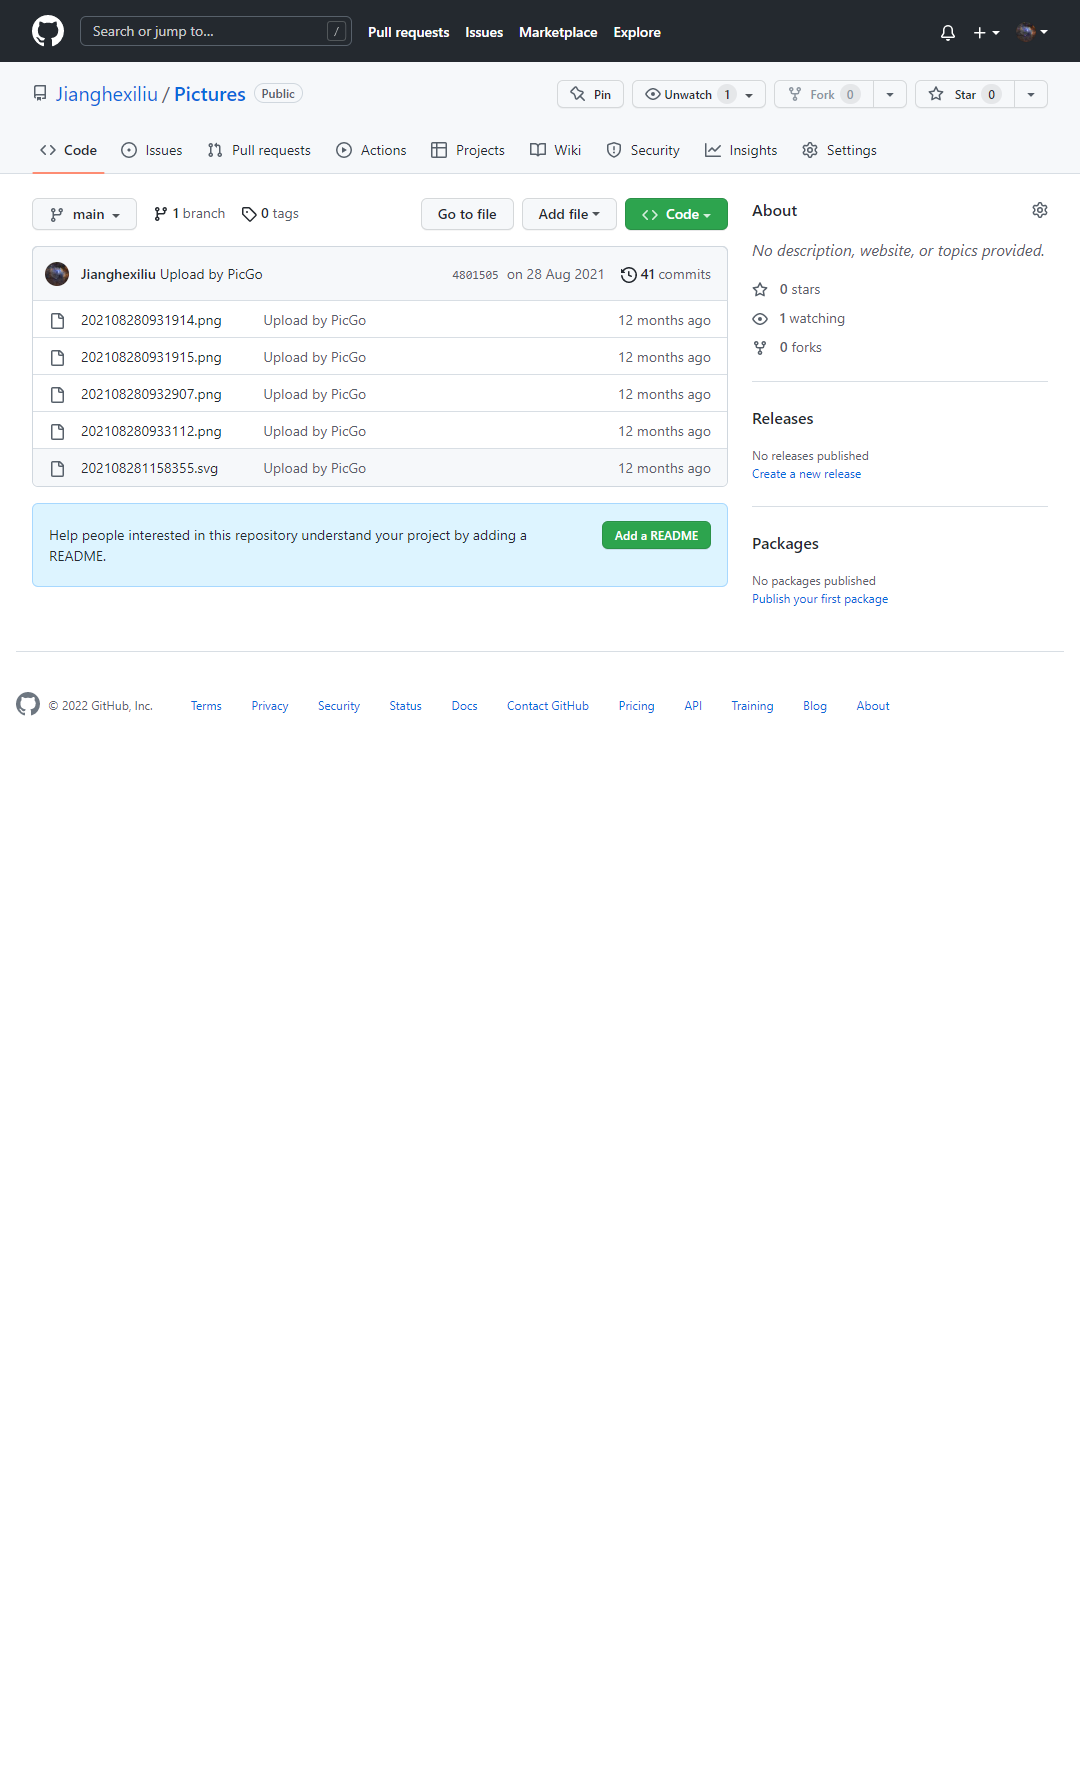 Search or jump to... / Pull requests Issues Marketplace Explore
Jianghexiliu / Pictures Public Pin Unwatch 1 Fork 0 Star 0
Code Issues Pull requests Actions Projects Wiki Security Insights Settings
main 1 branch 0 tags Go to file Add file Code
Jianghexiliu Upload by PicGo 4801505 on 28 Aug 2021 41 commits
202108280931914.png Upload by PicGo 12 months ago
202108280931915.png Upload by PicGo 12 months ago
202108280932907.png Upload by PicGo 12 months ago
202108280933112.png Upload by PicGo 12 months ago
202108281158355.svg Upload by PicGo 12 months ago
Help people interested in this repository understand your project by adding a
README.
Add a README
About
No description, website, or topics provided.
0 stars
1 watching
0 forks
Releases
No releases published
Create a new release
Packages
No packages published
Publish your first package
© 2022 GitHub, Inc. Terms Privacy Security Status Docs Contact GitHub Pricing API Training Blog About